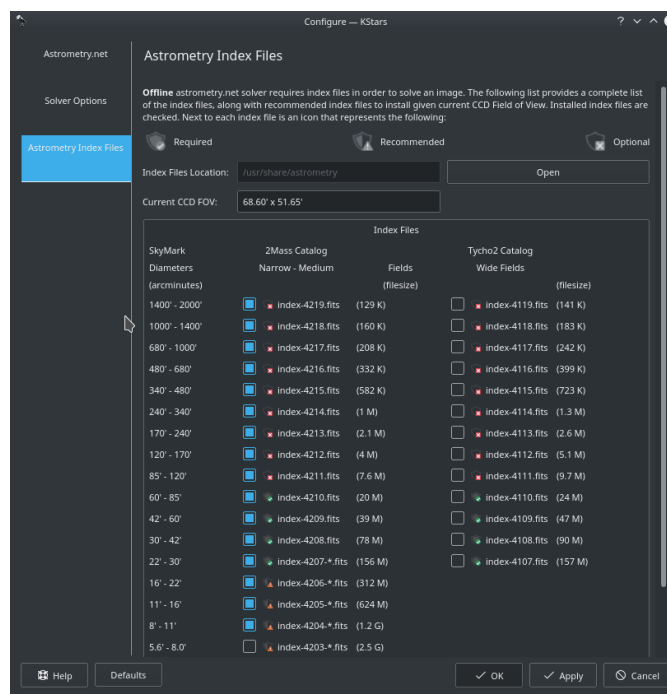 Configure — KStars
?
Astrometry.net
Solver Options
Astrometry Index Files
Astrometry Index Files
Offline astrometry.net solver requires index files in order to solve an image. The following list provides a complete list
of the index files, along with recommended index files to install given current CCD Field of View. Installed index files are
checked. Next to each index file is an icon that represents the following:
Required Recommended Optional
Index Files Location: /usr/share/astrometry Open
Current CCD FOV: 68.60' x 51.65'
Index Files
SkyMark 2Mass Catalog Tycho2 Catalog
Diameters Narrow - Medium Fields Wide Fields
(arcminutes) (filesize) (filesize)
1400' - 2000' index-4219.fits (129 K) index-4119.fits (141 K)
1000' - 1400' index-4218.fits (160 K) index-4118.fits (183 K)
680' - 1000' index-4217.fits (208 K) index-4117.fits (242 K)
480' - 680' index-4216.fits (332 K) index-4116.fits (399 K)
340' - 480' index-4215.fits (582 K) index-4115.fits (723 K)
240' - 340' index-4214.fits (1 M) index-4114.fits (1.3 M)
170' - 240' index-4213.fits (2.1 M) index-4113.fits (2.6 M)
120' - 170' index-4212.fits (4 M) index-4112.fits (5.1 M)
85' - 120' index-4211.fits (7.6 M) index-4111.fits (9.7 M)
60' - 85' index-4210.fits (20 M) index-4110.fits (24 M)
42' - 60' index-4209.fits (39 M) index-4109.fits (47 M)
30' - 42' index-4208.fits (78 M) index-4108.fits (90 M)
22' - 30' index-4207-*.fits (156 M) index-4107.fits (157 M)
16' - 22' index-4206-*.fits (312 M)
11' - 16' index-4205-*.fits (624 M)
8' - 11' index-4204-*.fits (1.2 G)
5.6' - 8.0' index-4203-*.fits (2.5 G)
Help Defaults OK Apply Cancel